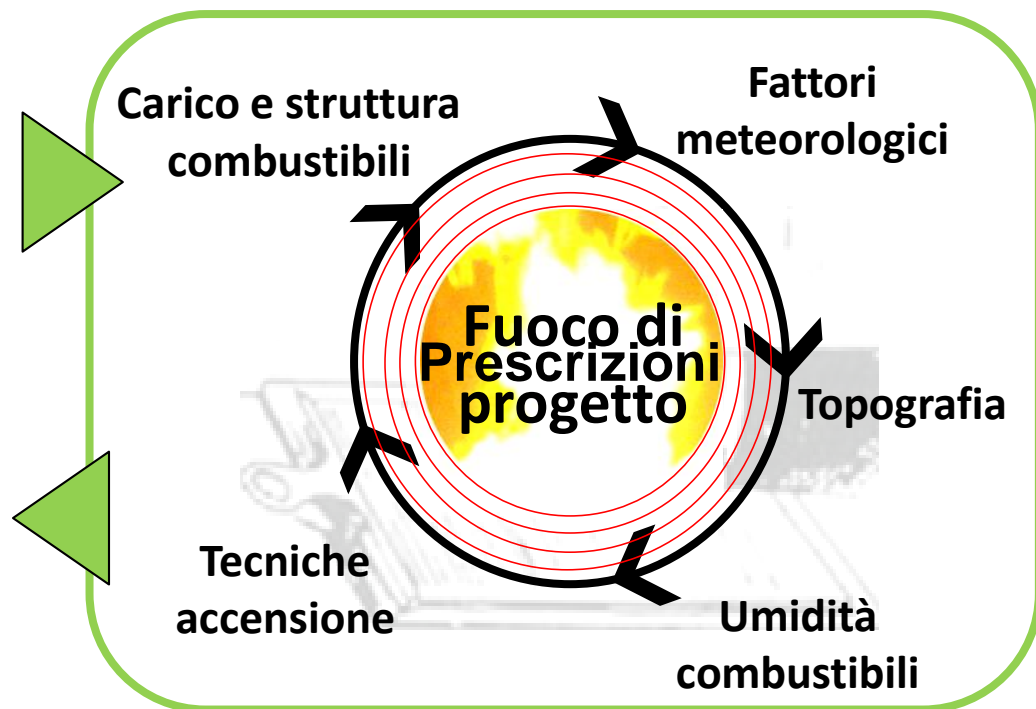 Carico e struttura
combustibili
Fattori
meteorologici
Fuoco di
Prescrizioni
progetto
Topografia
Tecniche
accensione
Umidità
combustibili